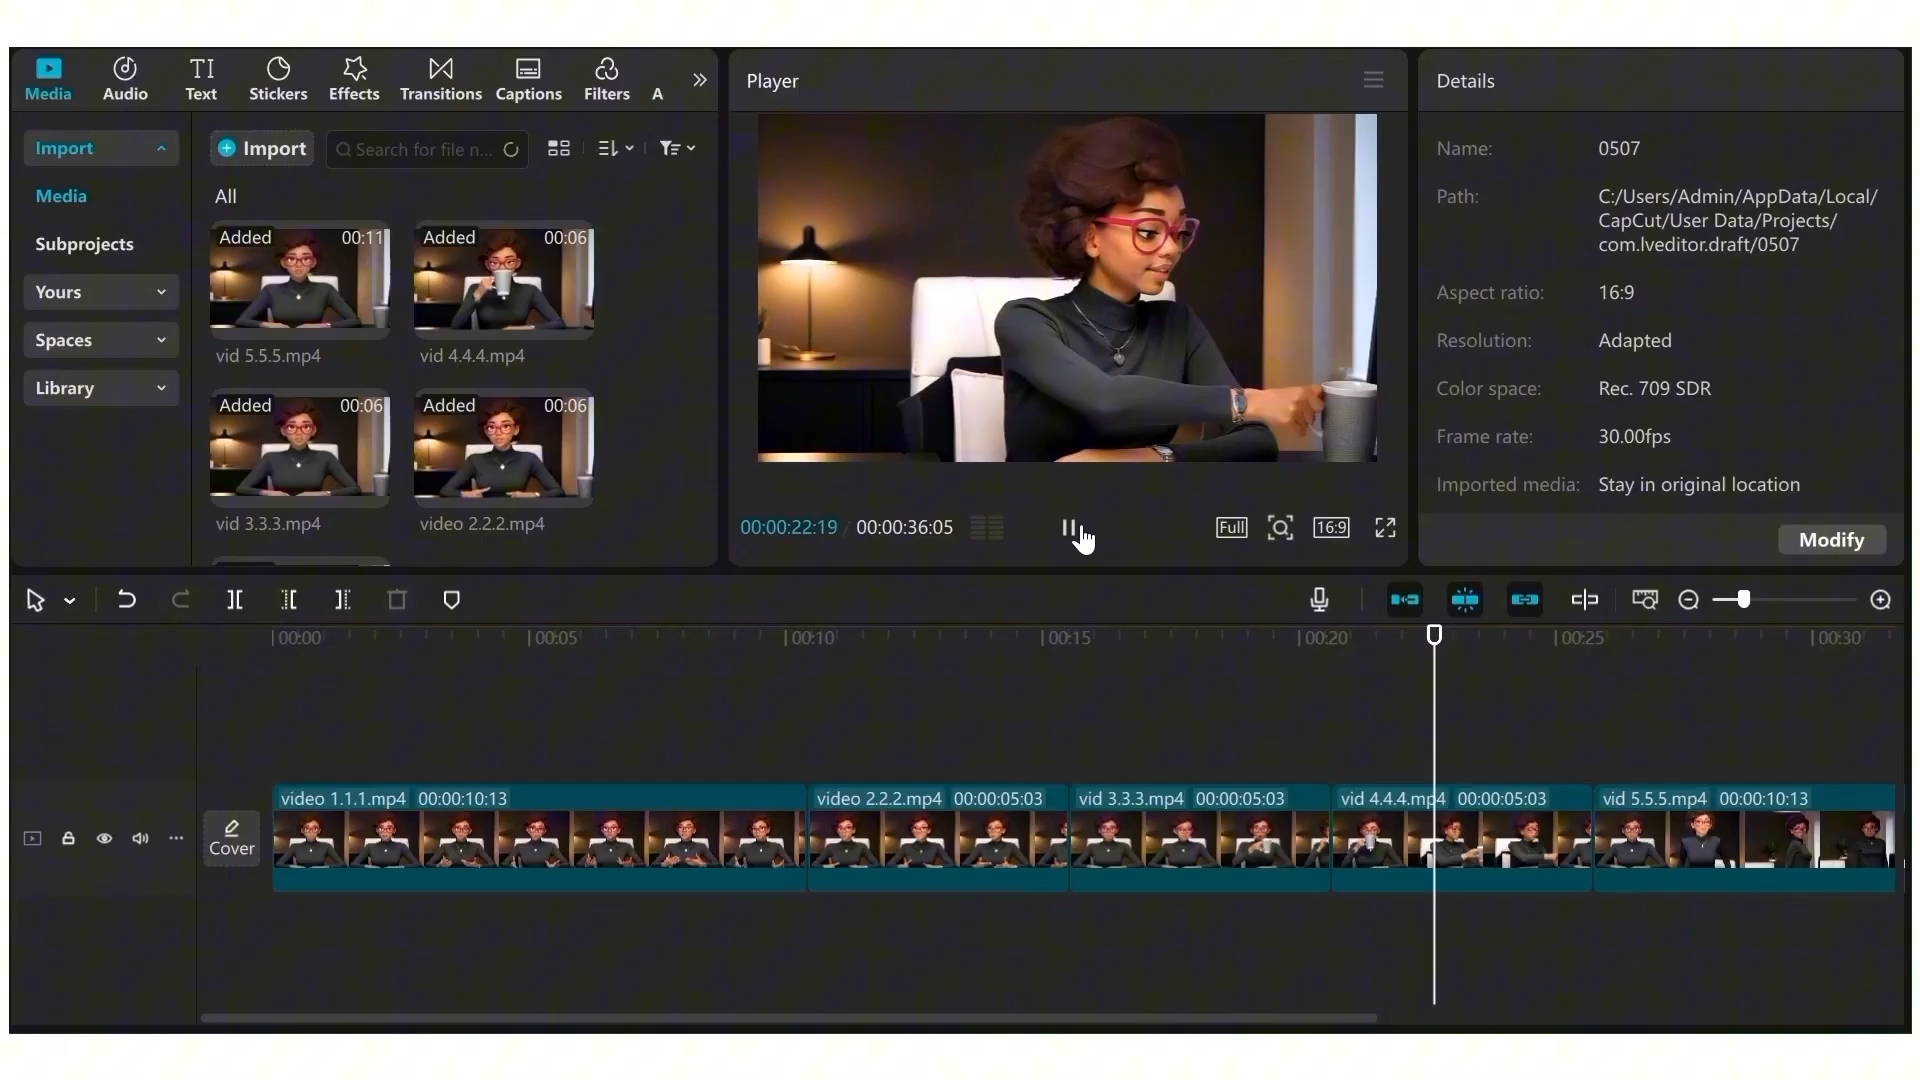 Media
Audio
Text
Stickers
Effects
Transitions
Captions
Filters
A
Import
Media
Subprojects
Yours
Spaces
Library
Import
Search for file n...
All
Added 00:11
vid 5.5.5.mp4
Added 00:06
vid 4.4.4.mp4
Added 00:06
vid 3.3.3.mp4
Added 00:06
video 2.2.2.mp4
Player
00:00:22:19 / 00:00:36:05
Full
16:9
Details
Name: 0507
Path: C:/Users/Admin/AppData/Local/
CapCut/User Data/Projects/
com.lveditor.draft/0507
Aspect ratio: 16:9
Resolution: Adapted
Color space: Rec. 709 SDR
Frame rate: 30.00fps
Imported media: Stay in original location
Modify
00:00 00:05 00:10 00:15 00:20 00:25 00:30
Cover
video 1.1.1.mp4 00:00:10:13
video 2.2.2.mp4 00:00:05:03
vid 3.3.3.mp4 00:00:05:03
vid 4.4.4.mp4 00:00:05:03
vid 5.5.5.mp4 00:00:10:13